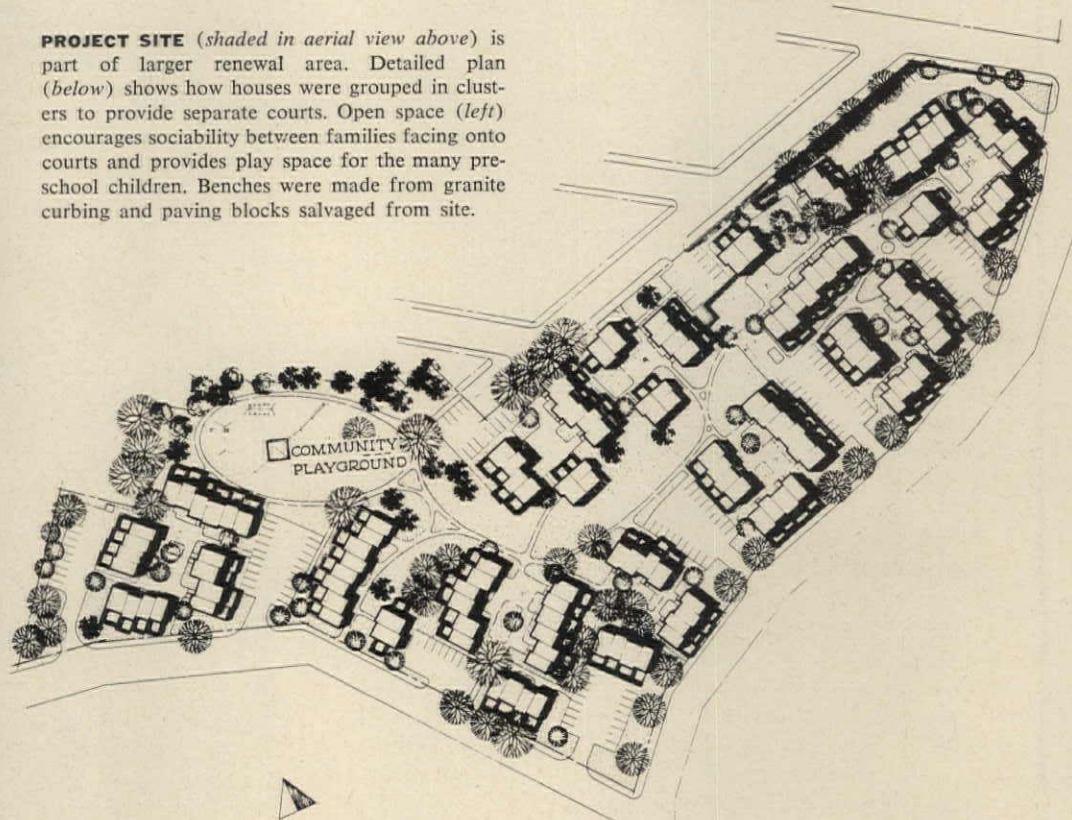 PROJECT SITE (shaded in aerial view above) is
part of larger renewal area. Detailed plan
(below) shows how houses were grouped in clust-
ers to provide separate courts. Open space (left)
encourages sociability between families facing onto
courts and provides play space for the many pre-
school children. Benches were made from granite
curbing and paving blocks salvaged from site.
COMMUNITY
PLAYGROUND